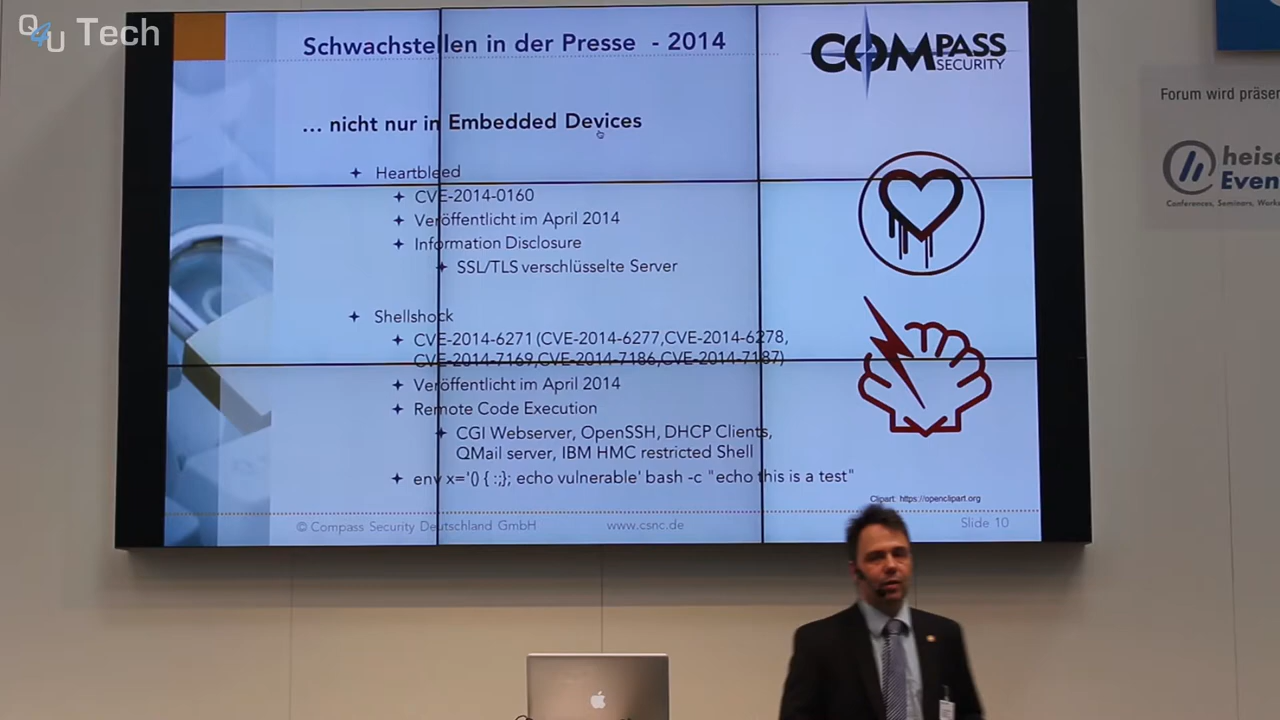 Q4U Tech
Schwachstellen in der Presse - 2014
COMPASS
SECURITY
... nicht nur in Embedded Devices
Heartbleed
CVE-2014-0160
Veröffentlicht im April 2014
Information Disclosure
SSL/TLS verschlüsselte Server
Shellshock
CVE-2014-6271 (CVE-2014-6277,CVE-2014-6278,
CVE-2014-7169,CVE-2014-7186,CVE-2014-7187)
Veröffentlicht im April 2014
Remote Code Execution
CGI Webserver, OpenSSH, DHCP Clients,
QMail server, IBM HMC restricted Shell
env x='() { :;}; echo vulnerable' bash -c "echo this is a test"
Clipart: https://openclipart.org
© Compass Security Deutschland GmbH www.csnc.de Slide 10
Forum wird präsen
heise
Even
Conferences, Seminars, Works